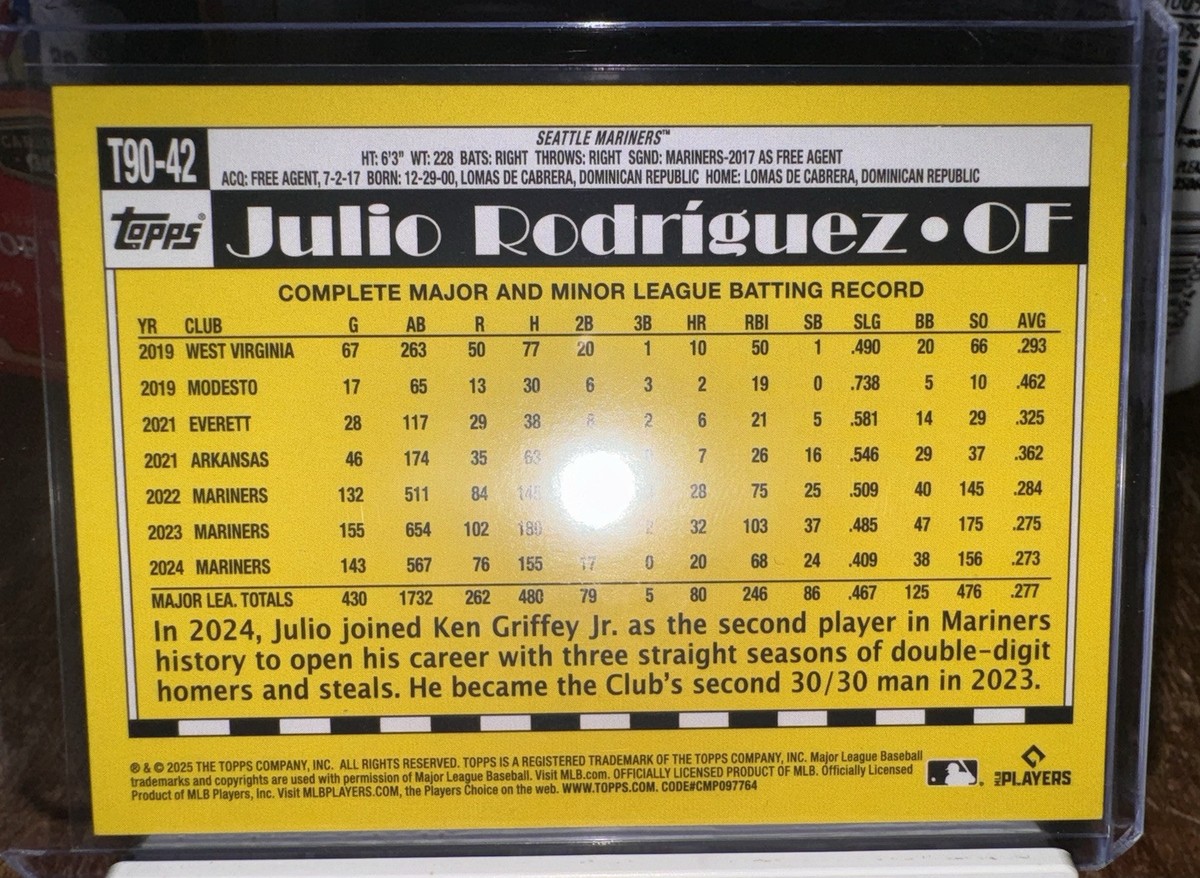 T90-42
SEATTLE MARINERS™
HT: 6'3" WT: 228 BATS: RIGHT THROWS: RIGHT SGND: MARINERS-2017 AS FREE AGENT
ACQ: FREE AGENT, 7-2-17 BORN: 12-29-00, LOMAS DE CABRERA, DOMINICAN REPUBLIC HOME: LOMAS DE CABRERA, DOMINICAN REPUBLIC
TOPPS® Julio Rodríguez • OF
COMPLETE MAJOR AND MINOR LEAGUE BATTING RECORD
YR CLUB G AB R H 2B 3B HR RBI SB SLG BB SO AVG
2019 WEST VIRGINIA 67 263 50 77 20 1 10 50 1 .490 20 66 .293
2019 MODESTO 17 65 13 30 6 3 2 19 0 .738 5 10 .462
2021 EVERETT 28 117 29 38 2 6 21 5 .581 14 29 .325
2021 ARKANSAS 46 174 35 63 7 26 16 .546 29 37 .362
2022 MARINERS 132 511 84 145 28 75 25 .509 40 145 .284
2023 MARINERS 155 654 102 180 2 32 103 37 .485 47 175 .275
2024 MARINERS 143 567 76 155 17 0 20 68 24 .409 38 156 .273
MAJOR LEA. TOTALS 430 1732 262 480 79 5 80 246 86 .467 125 476 .277
In 2024, Julio joined Ken Griffey Jr. as the second player in Mariners
history to open his career with three straight seasons of double-digit
homers and steals. He became the Club's second 30/30 man in 2023.
® & © 2025 THE TOPPS COMPANY, INC. ALL RIGHTS RESERVED. TOPPS IS A REGISTERED TRADEMARK OF THE TOPPS COMPANY, INC. Major League Baseball
trademarks and copyrights are used with permission of Major League Baseball. Visit MLB.com. OFFICIALLY LICENSED PRODUCT OF MLB. Officially Licensed
Product of MLB Players, Inc. Visit MLBPLAYERS.COM, the Players Choice on the web. WWW.TOPPS.COM. CODE#CMP097764
MLB PLAYERS